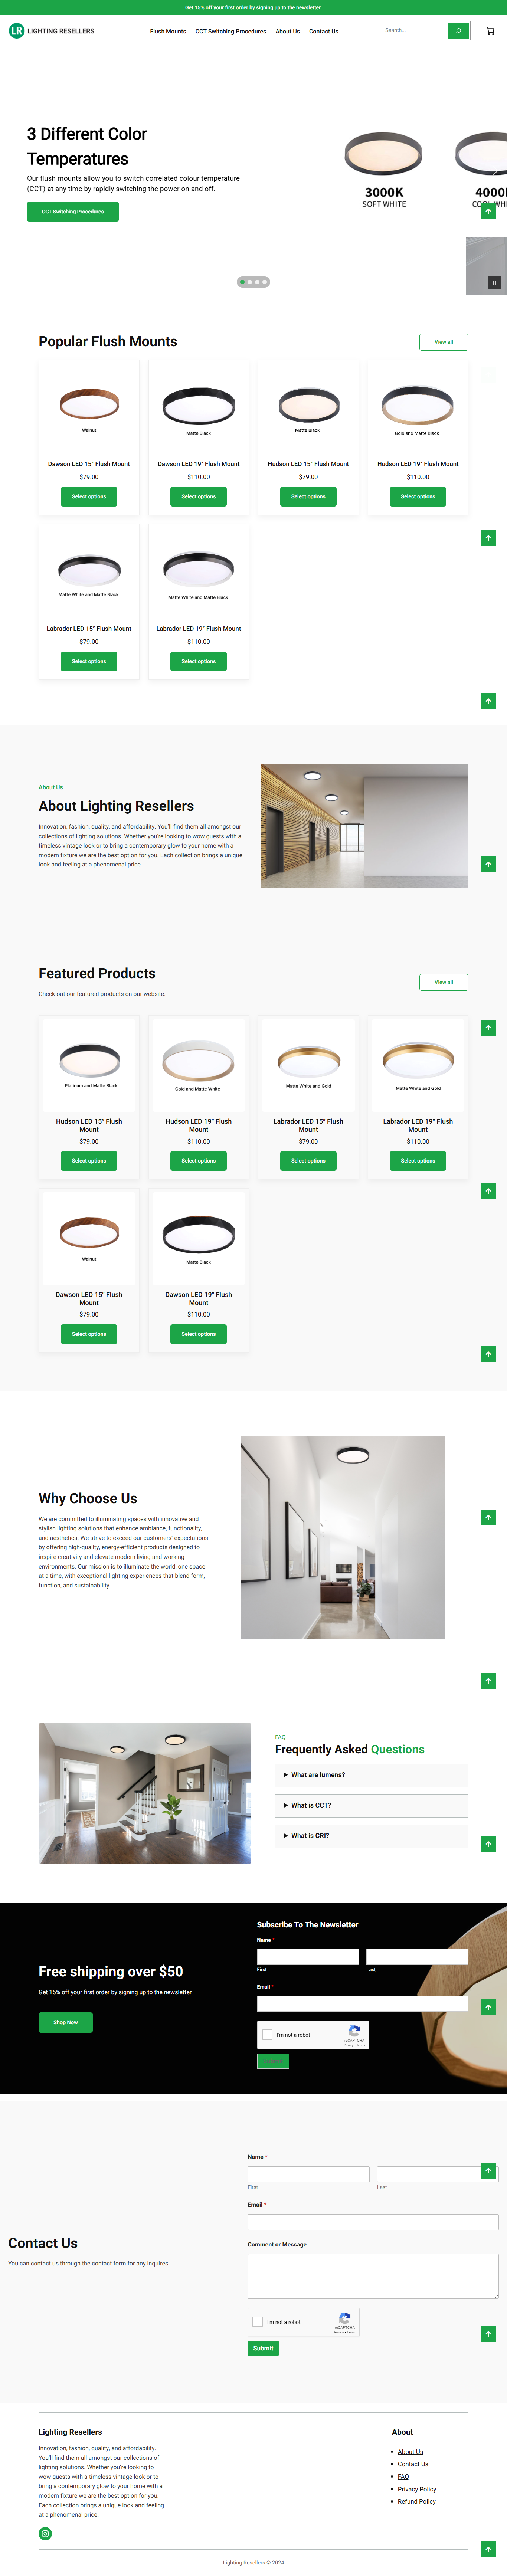 Get 15% off your first order by signing up to the newsletter.
LR LIGHTING RESELLERS
Flush Mounts
CCT Switching Procedures
About Us
Contact Us
Search...
3 Different Color
Temperatures
Our flush mounts allow you to switch correlated colour temperature
(CCT) at any time by rapidly switching the power on and off.
CCT Switching Procedures
3000K
SOFT WHITE
4000
Popular Flush Mounts
View all
Walnut
Matte Black
Matte Black
Gold and Matte Black
Dawson LED 15" Flush Mount
Dawson LED 19" Flush Mount
Hudson LED 15" Flush Mount
Hudson LED 19" Flush Mount
$79.00
$110.00
$79.00
$110.00
Select options
Select options
Select options
Select options
Matte White and Matte Black
Matte White and Matte Black
Labrador LED 15" Flush Mount
Labrador LED 19" Flush Mount
$79.00
$110.00
Select options
Select options
About Us
About Lighting Resellers
Innovation, fashion, quality, and affordability. You'll find them all amongst our
collections of lighting solutions. Whether you're looking to wow guests with a
timeless vintage look or to bring a contemporary glow to your home with a
modern fixture we are the best option for you. Each collection brings a unique
look and feeling at a phenomenal price.
Featured Products
Check out our featured products on our website.
View all
Platinum and Matte Black
Gold and Matte White
Matte White and Gold
Matte White and Gold
Hudson LED 15" Flush
Mount
Hudson LED 19" Flush
Mount
Labrador LED 15" Flush
Mount
Labrador LED 19" Flush
Mount
$79.00
$110.00
$79.00
$110.00
Select options
Select options
Select options
Select options
Walnut
Matte Black
Dawson LED 15" Flush
Mount
Dawson LED 19" Flush
Mount
$79.00
$110.00
Select options
Select options
Why Choose Us
We are committed to illuminating spaces with innovative and
stylish lighting solutions that enhance ambiance, functionality,
and aesthetics. We strive to exceed our customers' expectations
by offering high-quality, energy-efficient products designed to
inspire creativity and elevate modern living and working
environments. Our mission is to illuminate the world, one space
at a time, with exceptional lighting experiences that blend form,
function, and sustainability.
FAQ
Frequently Asked Questions
What are lumens?
What is CCT?
What is CRI?
Free shipping over $50
Get 15% off your first order by signing up to the newsletter.
Shop Now
Subscribe To The Newsletter
Name *
First
Last
Email *
I'm not a robot
reCAPTCHA
Privacy - Terms
Contact Us
You can contact us through the contact form for any inquires.
Name *
First
Last
Email *
Comment or Message
I'm not a robot
reCAPTCHA
Privacy - Terms
Submit
Lighting Resellers
Innovation, fashion, quality, and affordability.
You'll find them all amongst our collections of
lighting solutions. Whether you're looking to
wow guests with a timeless vintage look or to
bring a contemporary glow to your home with a
modern fixture we are the best option for you.
Each collection brings a unique look and feeling
at a phenomenal price.
About
About Us
Contact Us
FAQ
Privacy Policy
Refund Policy
Lighting Resellers © 2024